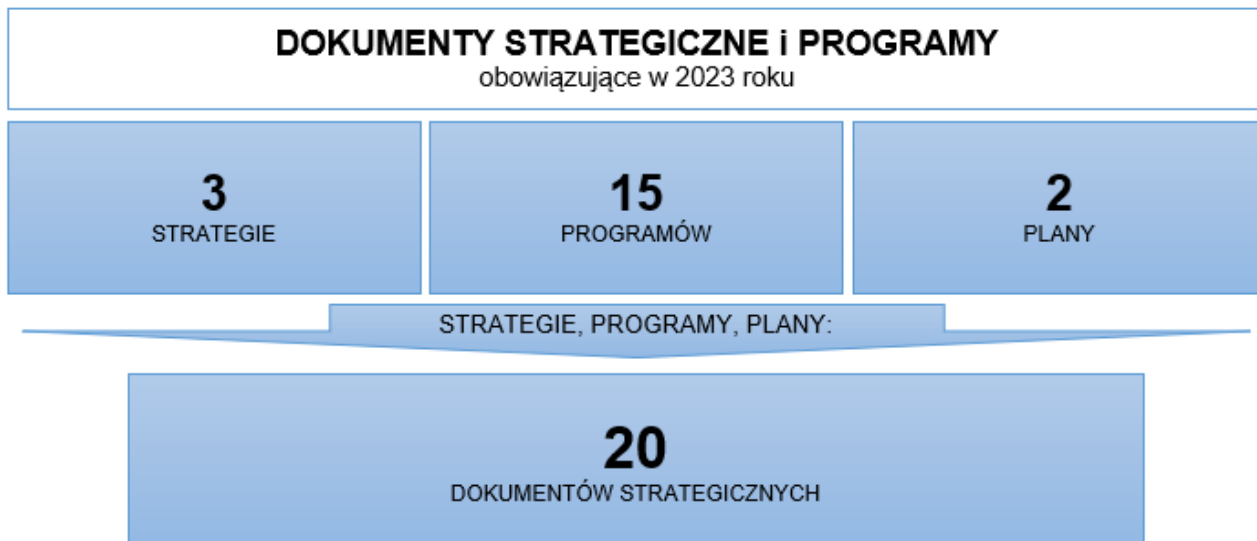 DOKUMENTY STRATEGICZNE i PROGRAMY
obowiązujące w 2023 roku
3
STRATEGIE
15
PROGRAMÓW
2
PLANY
STRATEGIE, PROGRAMY, PLANY:
20
DOKUMENTÓW STRATEGICZNYCH